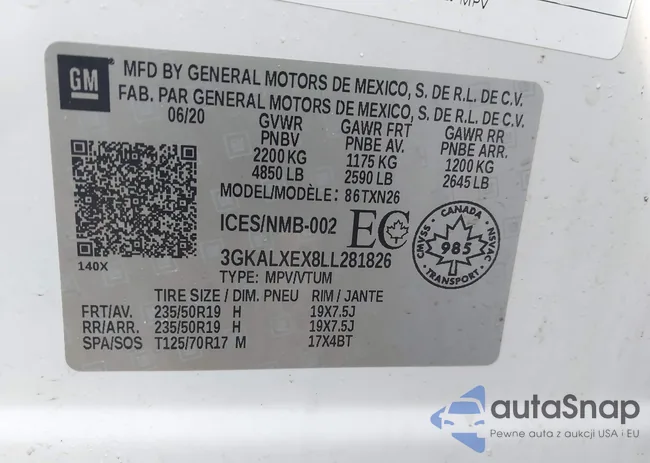 MPV
GM
MFD BY GENERAL MOTORS DE MEXICO, S. DE R.L. DE C.V.
FAB. PAR GENERAL MOTORS DE MEXICO, S. DE R.L. DE C.V.
06/20 GVWR GAWR FRT GAWR RR
PNBV PNBE AV. PNBE ARR.
2200 KG 1175 KG 1200 KG
4850 LB 2590 LB 2645 LB
MODEL/MODÈLE: 86TXN26
ICES/NMB-002 EC
CANADA
CMVSS 985 NSVAC
TRANSPORT
140X
3GKALXEX8LL281826
TYPE: MPV/VTUM
TIRE SIZE / DIM. PNEU RIM / JANTE
FRT/AV. 235/50R19 H 19X7.5J
RR/ARR. 235/50R19 H 19X7.5J
SPA/SOS T125/70R17 M 17X4BT
autaSnap
Pewne auta z aukcji USA i EU